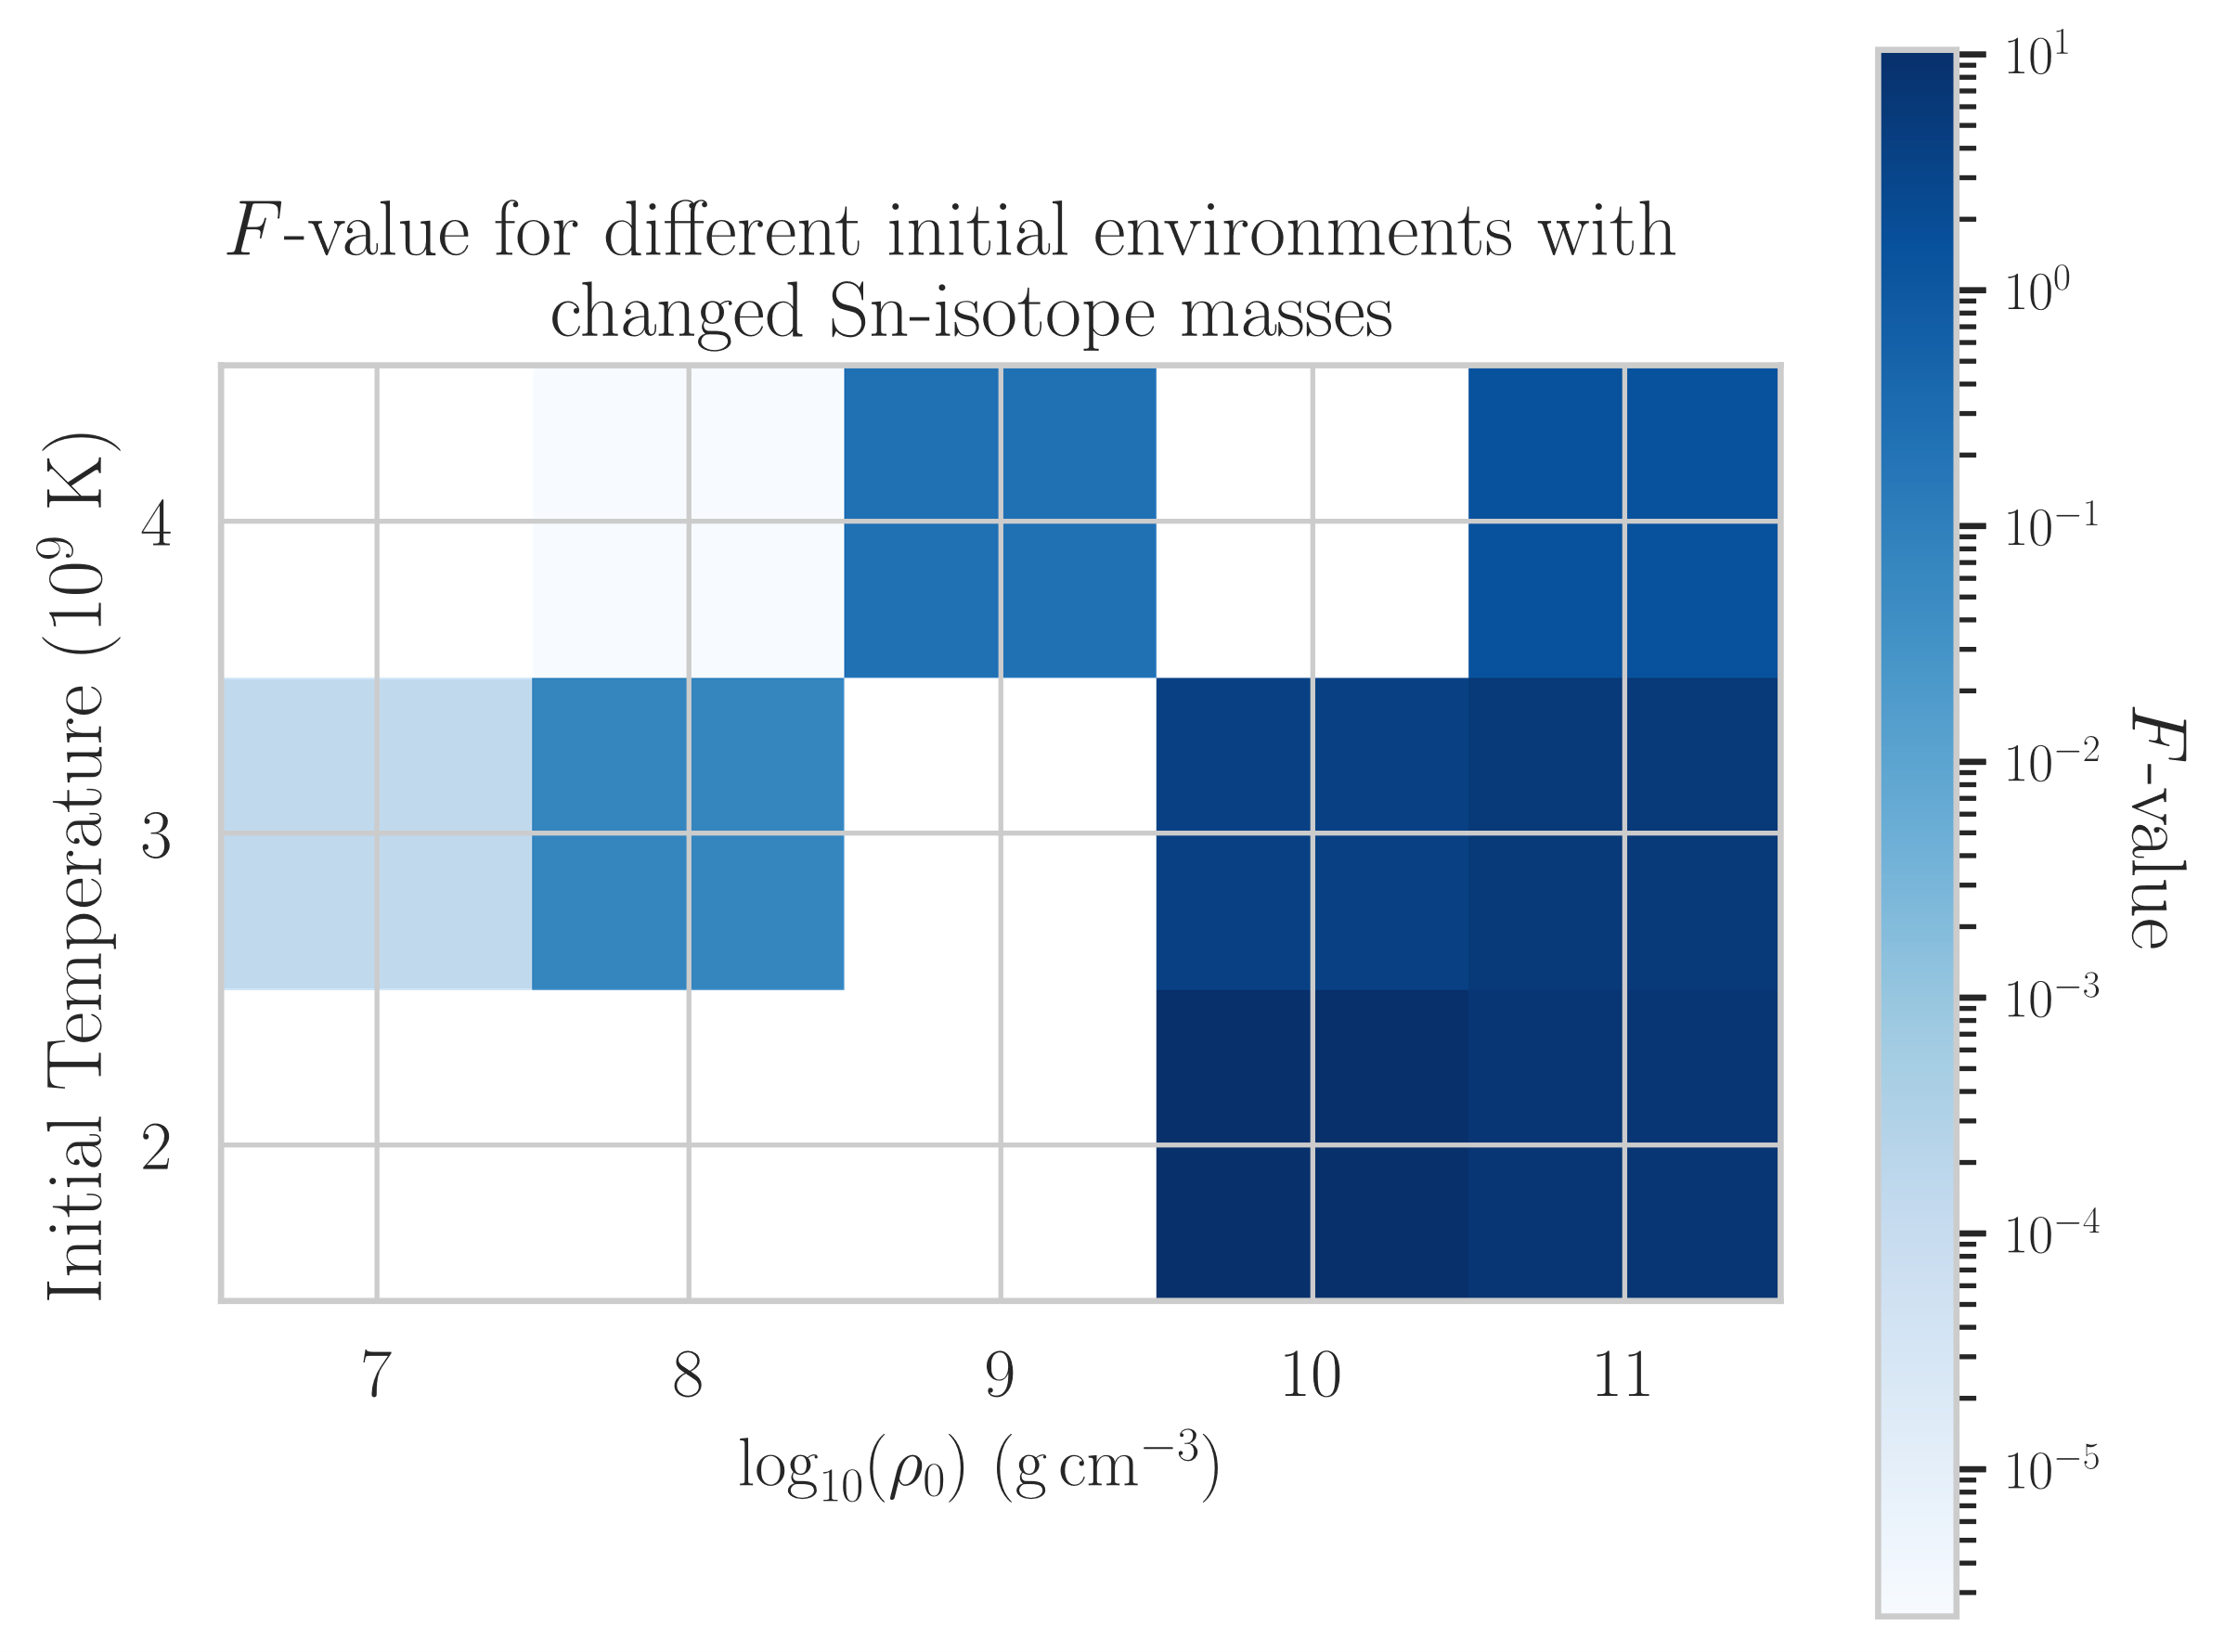 F-value for different initial environments with
changed Sn-isotope masses
Initial Temperature (10⁹ K)
4
3
2
7 8 9 10 11
log₁₀(ρ₀) (g cm⁻³)
10¹
10⁰
10⁻¹
10⁻²
10⁻³
10⁻⁴
10⁻⁵
F-value